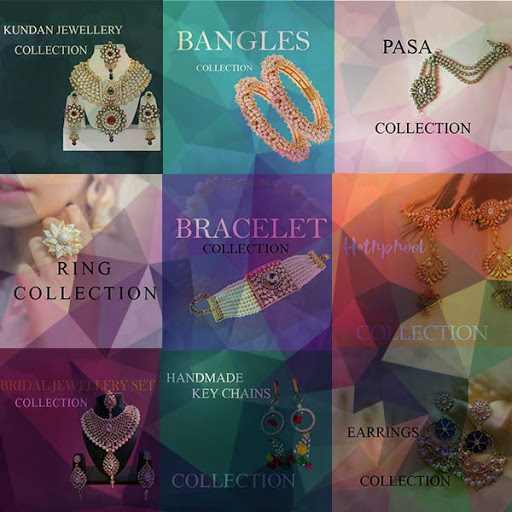 KUNDAN JEWELLERY
COLLECTION
BANGLES
COLLECTION
PASA
COLLECTION
RING
COLLECTION
BRACELET
COLLECTION
Hathphool
COLLECTION
BRIDAL JEWELLERY SET
COLLECTION
HANDMADE
KEY CHAINS
COLLECTION
EARRINGS
COLLECTION